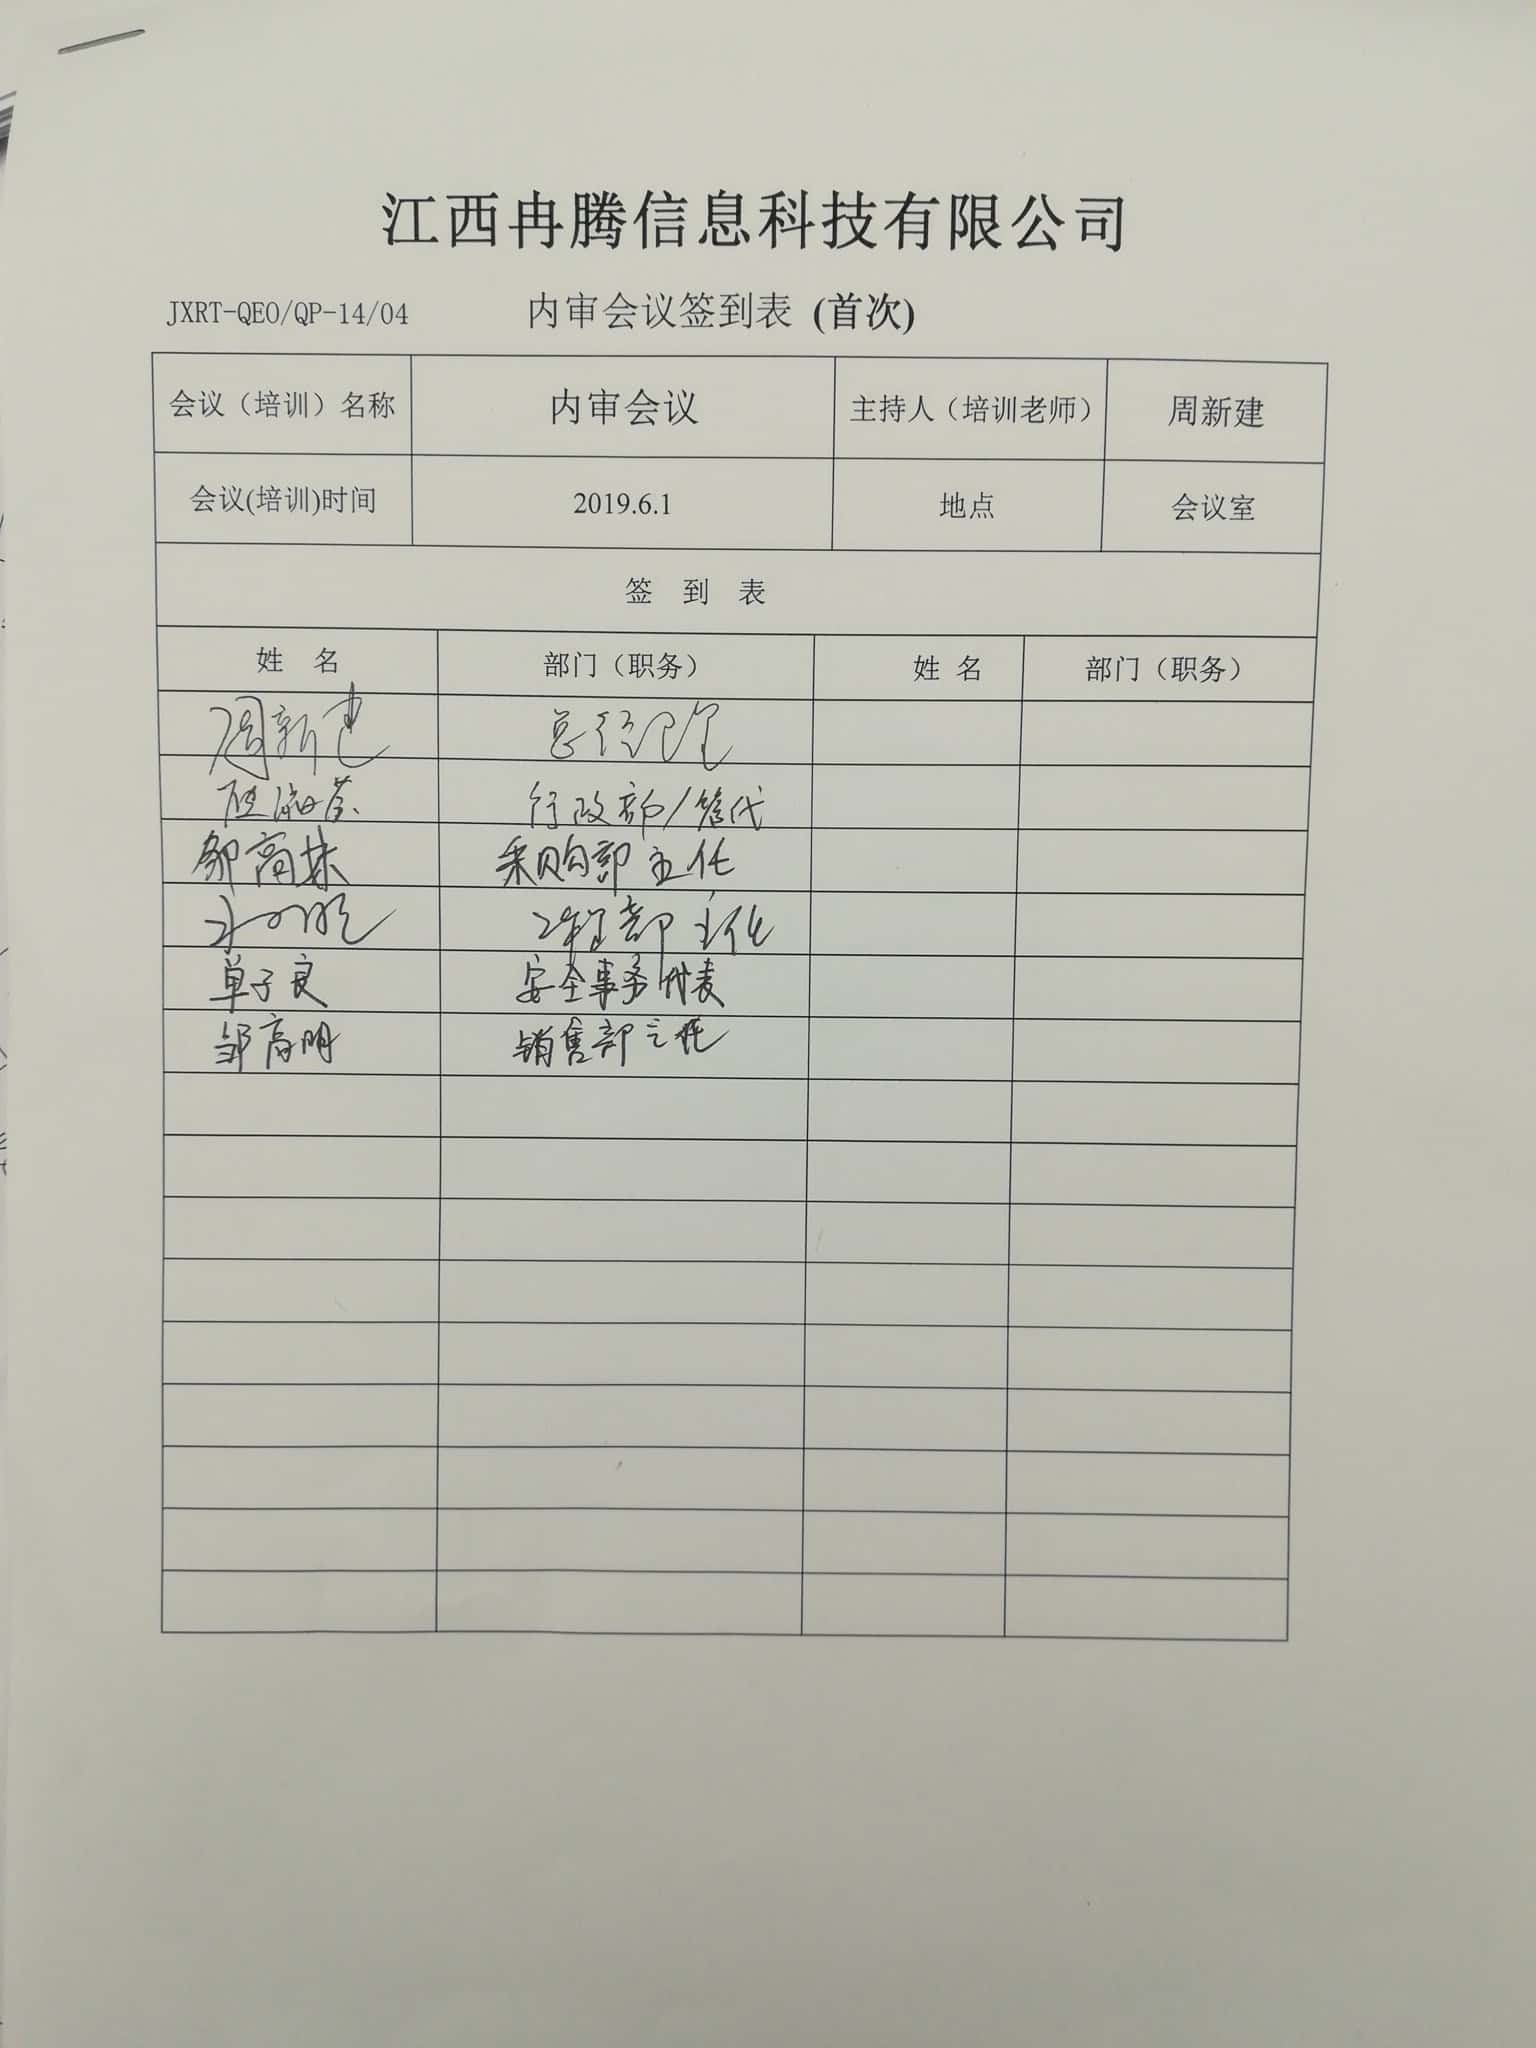 江西冉腾信息科技有限公司
JXRT-QEO/QP-14/04 内审会议签到表 (首次)
会议（培训）名称 内审会议 主持人（培训老师） 周新建
会议(培训)时间 2019.6.1 地点 会议室
签 到 表
姓 名 部门（职务） 姓 名 部门（职务）
周新建 总经理
行政部/管代
邹高林 采购部主任
工程部主任
单子良 安全事务代表
邹高明 销售部主任